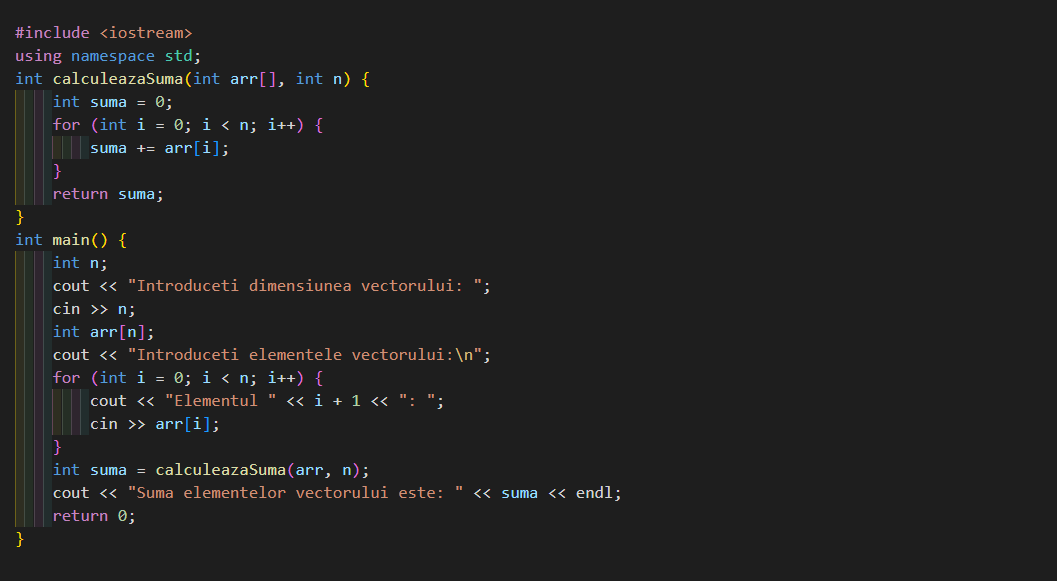 #include <iostream>
using namespace std;
int calculeazaSuma(int arr[], int n) {
    int suma = 0;
    for (int i = 0; i < n; i++) {
        suma += arr[i];
    }
    return suma;
}
int main() {
    int n;
    cout << "Introduceti dimensiunea vectorului: ";
    cin >> n;
    int arr[n];
    cout << "Introduceti elementele vectorului:\n";
    for (int i = 0; i < n; i++) {
        cout << "Elementul " << i + 1 << ": ";
        cin >> arr[i];
    }
    int suma = calculeazaSuma(arr, n);
    cout << "Suma elementelor vectorului este: " << suma << endl;
    return 0;
}